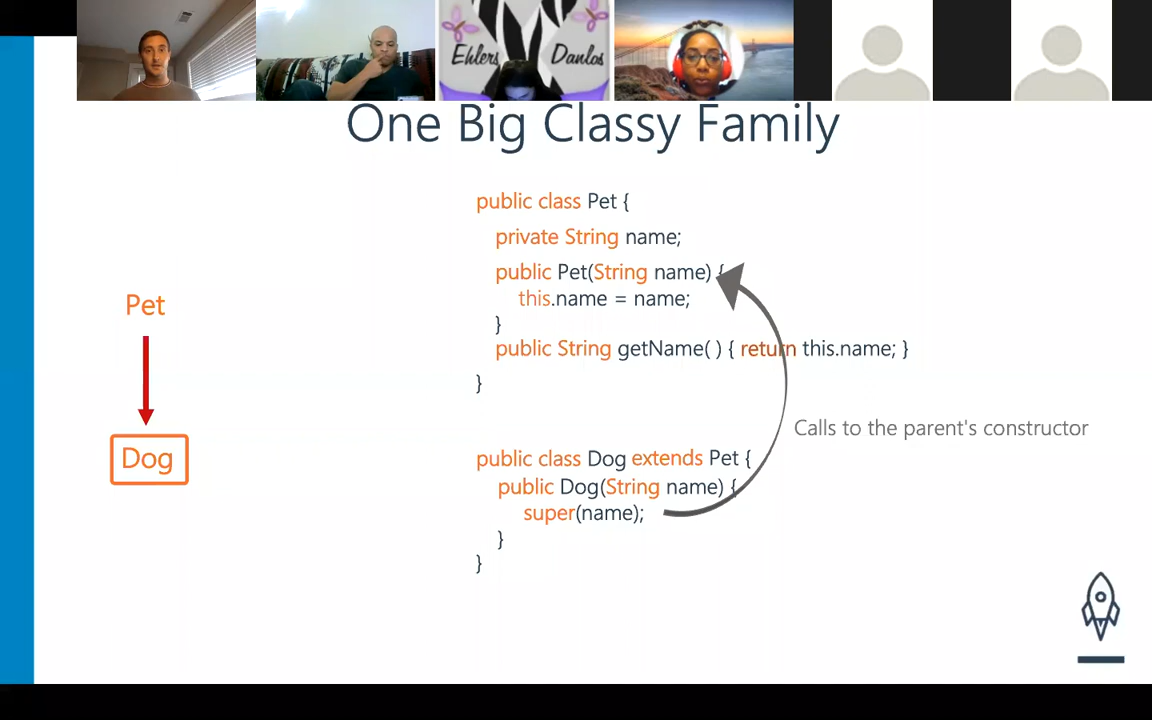 Ehlers Danlos
One Big Classy Family
public class Pet {
private String name;
public Pet(String name) {
this.name = name;
}
public String getName( ) { return this.name; }
}
Pet
Dog
Calls to the parent's constructor
public class Dog extends Pet {
public Dog(String name) {
super(name);
}
}